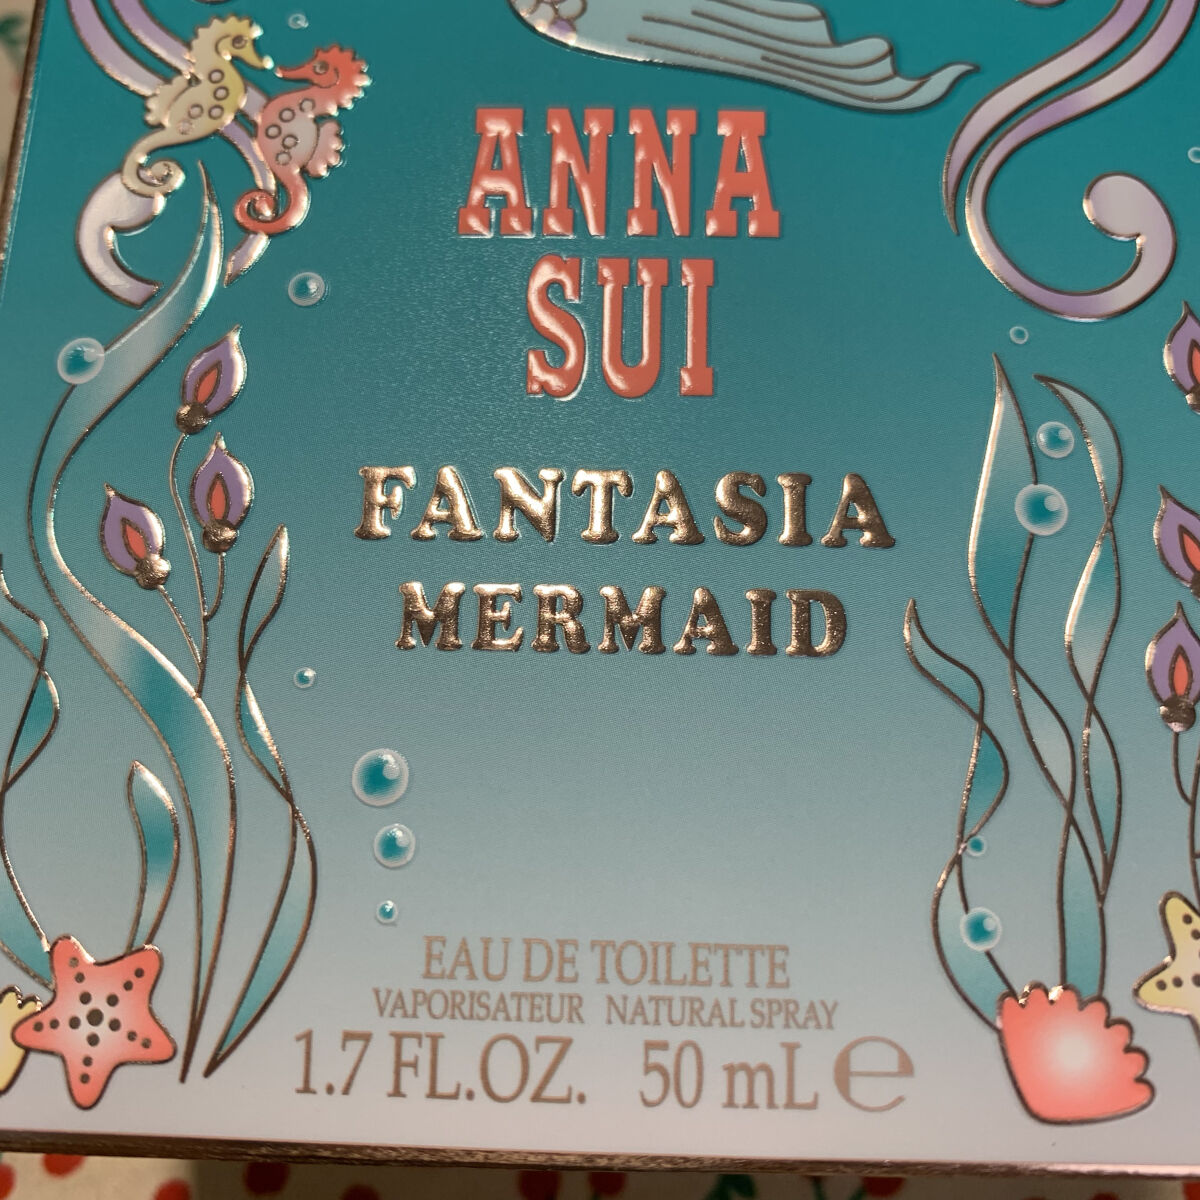 ANNA
SUI
FANTASIA
MERMAID
EAU DE TOILETTE
VAPORISATEUR NATURAL SPRAY
1.7 FL.OZ. 50 mL ℮